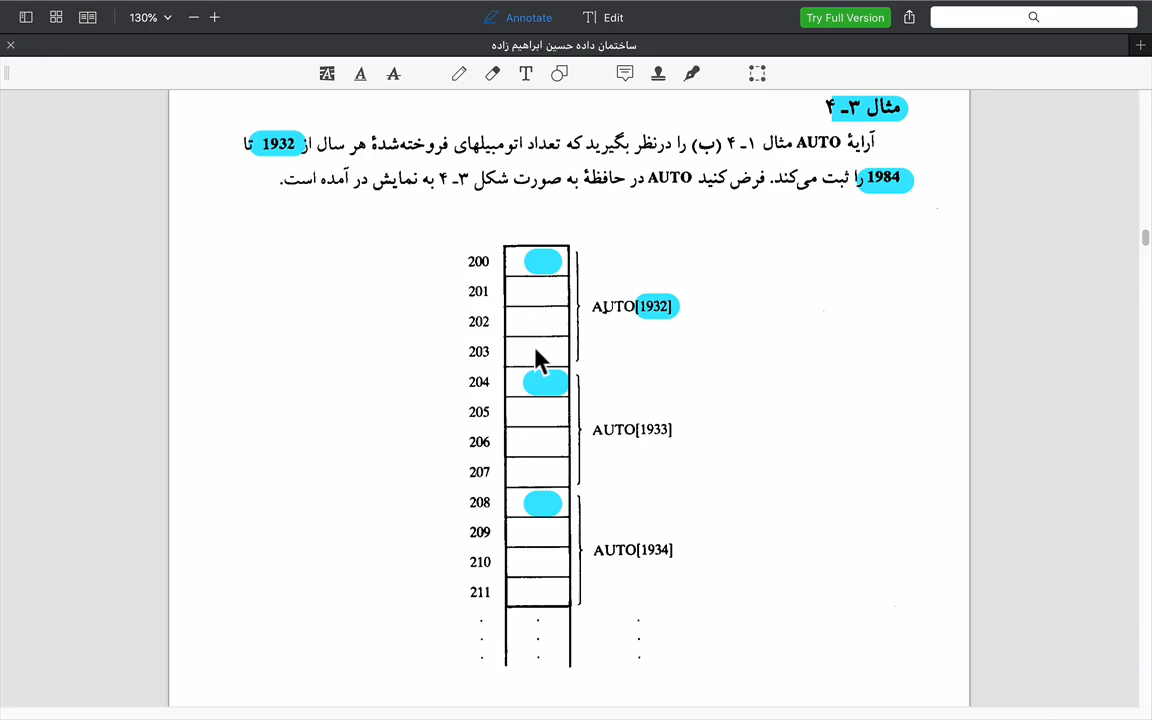 130%
Annotate
Edit
Try Full Version
ساختمان داده حسین ابراهیم زاده
مثال ۳ـ ۴
آرایهٔ AUTO مثال ۱ـ ۴ (ب) را درنظر بگیرید که تعداد اتومبیلهای فروخته‌شدهٔ هر سال از 1932 تا
1984 را ثبت می‌کند. فرض کنید AUTO در حافظهٔ به صورت شکل ۳ـ ۴ به نمایش در آمده است.
200
201
AUTO[1932]
202
203
204
205
AUTO[1933]
206
207
208
209
AUTO[1934]
210
211